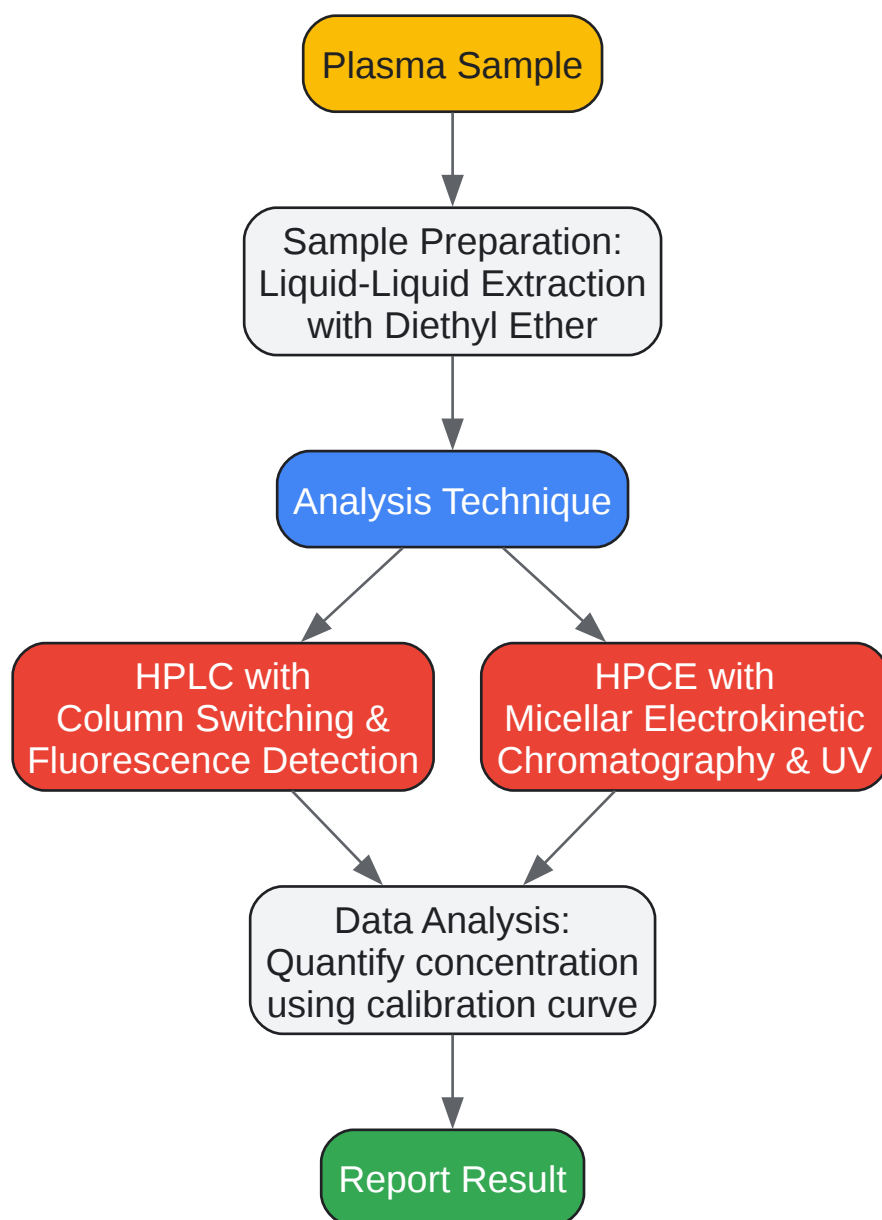 Plasma Sample
Sample Preparation:
Liquid-Liquid Extraction
with Diethyl Ether
Analysis Technique
HPLC with
Column Switching &
Fluorescence Detection
HPCE with
Micellar Electrokinetic
Chromatography & UV
Data Analysis:
Quantify concentration
using calibration curve
Report Result